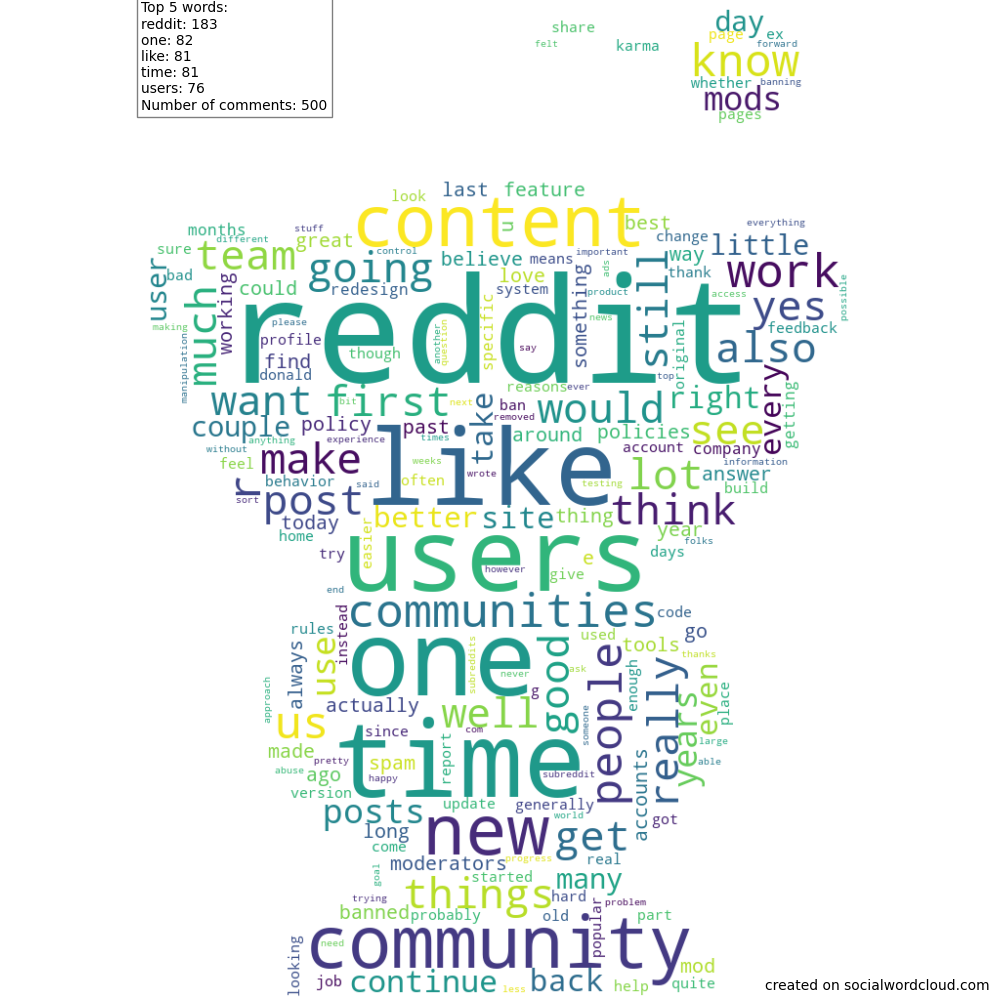 Top 5 words:
reddit: 183
one: 82
like: 81
time: 81
users: 76
Number of comments: 500
share
felt
karma
day
page
ex
forward
know
whether
banning
mods
pages
look
last
feature
content
u
best
months
different
stuff
great
control
believe
means
important
change
way
little
everything
sure
team
going
love
thank
work
user
bad
could
redesign
system
something
ads
product
still
access
yes
possible
making
much
working
please
reddit
specific
news
feedback
manipulation
profile
though
another
question
say
original
also
find
donald
reasons
ever
top
want
first
bit
next
take
ban
removed
would
right
every
getting
couple
policy
past
around
policies
see
without
anything
experience
times
like
account
company
information
feel
make
weeks
wrote
lot
answer
r
behavior
said
often
testing
build
sort
post
think
today
better
site
thing
year
home
easier
users
folks
try
however
e
give
days
end
communities
code
rules
instead
one
subreddits
used
tools
go
always
use
never
good
ask
people
enough
really
thanks
even
approach
actually
well
g
years
place
us
since
com
someone
large
made
pretty
time
report
subreddit
able
abuse
ago
spam
happy
version
update
generally
accounts
posts
new
world
got
long
get
come
moderators
progress
real
goal
started
many
trying
things
hard
problem
banned
probably
old
popular
part
community
looking
need
mod
job
continue
less
back
help
quite
created on socialwordcloud.com